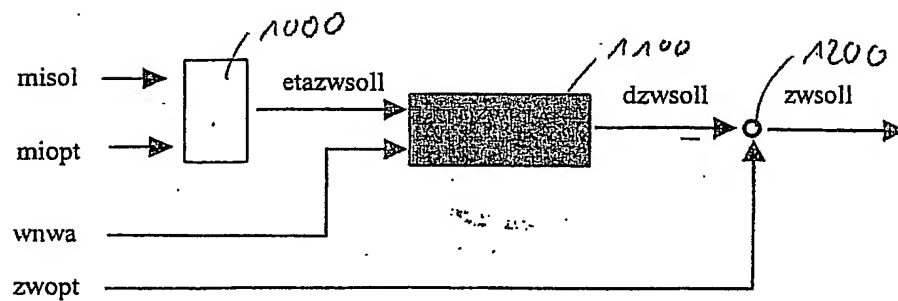 1000
1100
1200
misol
etazwsoll
dzwsoll
zwsoll
miopt
–
wnwa
zwopt